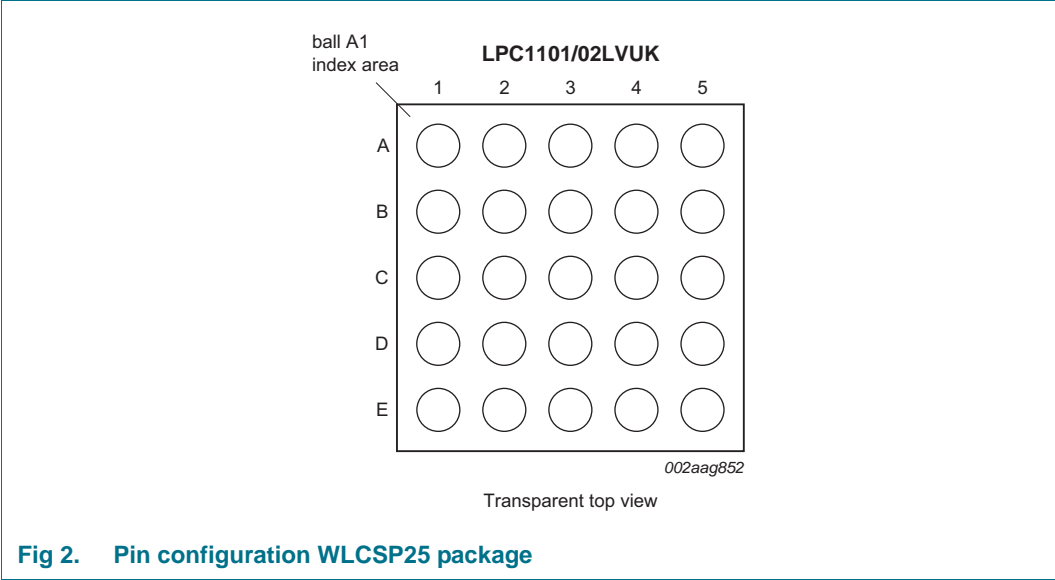 ball A1
index area
LPC1101/02LVUK
1 2 3 4 5
A
B
C
D
E
002aag852
Transparent top view
Fig 2. Pin configuration WLCSP25 package